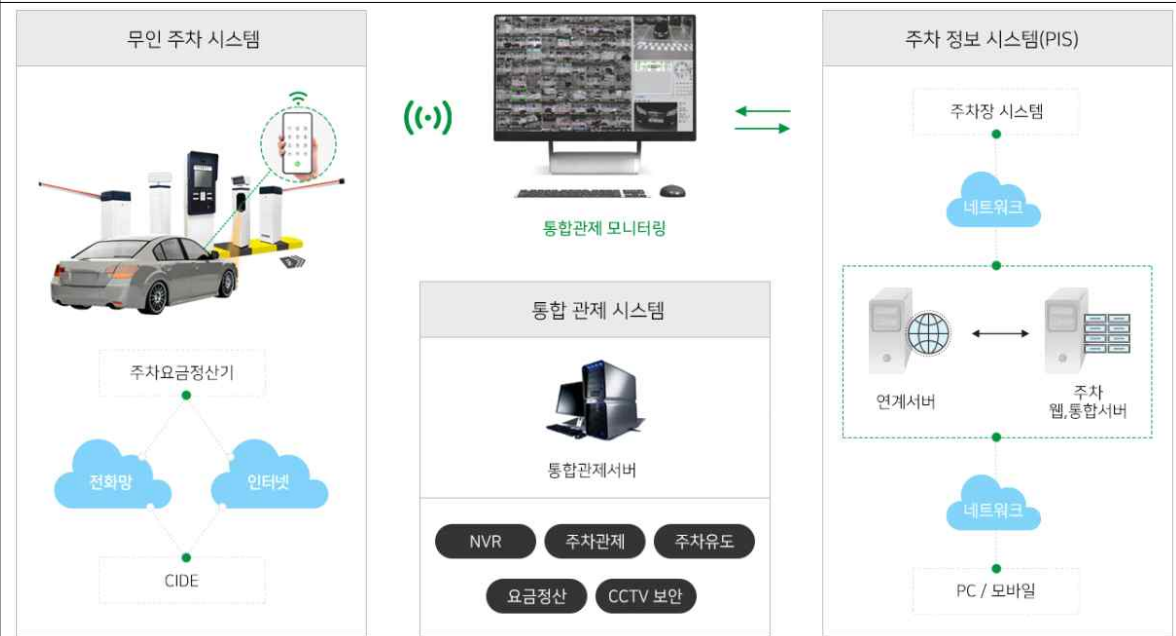 무인 주차 시스템
주차요금정산기
전화망
인터넷
CIDE
통합관제 모니터링
통합 관제 시스템
통합관제서버
NVR
주차관제
주차유도
요금정산
CCTV 보안
주차 정보 시스템(PIS)
주차장 시스템
네트워크
연계서버
주차
웹,통합서버
네트워크
PC / 모바일